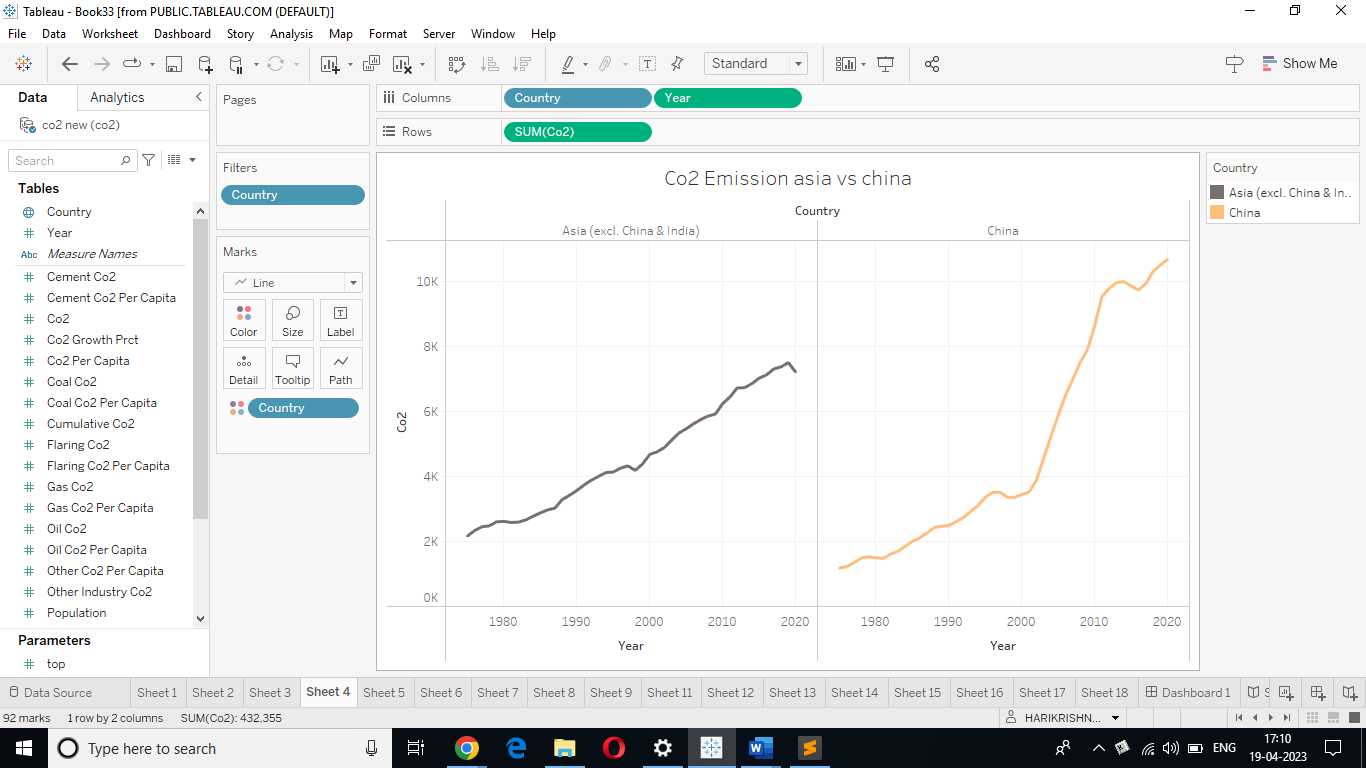 Tableau - Book33 [from PUBLIC.TABLEAU.COM (DEFAULT)]
File Data Worksheet Dashboard Story Analysis Map Format Server Window Help
Standard
Show Me
Data Analytics
co2 new (co2)
Search
Tables
Country
Year
Abc Measure Names
Cement Co2
Cement Co2 Per Capita
Co2
Co2 Growth Prct
Co2 Per Capita
Coal Co2
Coal Co2 Per Capita
Cumulative Co2
Flaring Co2
Flaring Co2 Per Capita
Gas Co2
Gas Co2 Per Capita
Oil Co2
Oil Co2 Per Capita
Other Co2 Per Capita
Other Industry Co2
Population
Parameters
top
Pages
Filters
Country
Marks
Line
Color Size Label
Detail Tooltip Path
Country
Columns Country Year
Rows SUM(Co2)
Co2 Emission asia vs china
Country
Asia (excl. China & India) China
Co2
10K
8K
6K
4K
2K
0K
1980 1990 2000 2010 2020 1980 1990 2000 2010 2020
Year Year
Country
Asia (excl. China & In..
China
Data Source Sheet 1 Sheet 2 Sheet 3 Sheet 4 Sheet 5 Sheet 6 Sheet 7 Sheet 8 Sheet 9 Sheet 11 Sheet 12 Sheet 13 Sheet 14 Sheet 15 Sheet 16 Sheet 17 Sheet 18 Dashboard 1 S
92 marks 1 row by 2 columns SUM(Co2): 432,355 HARIKRISHN...
Type here to search
ENG
17:10
19-04-2023